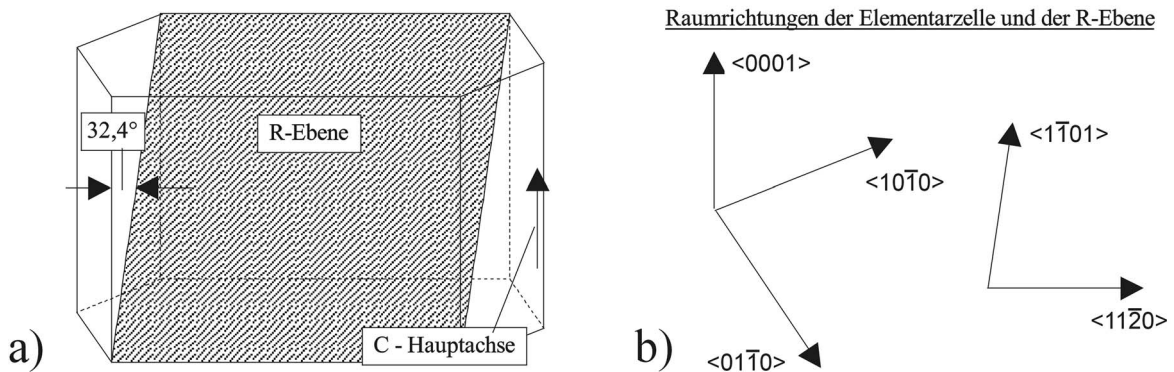 a)
32,4°
R-Ebene
C - Hauptachse
b)
Raumrichtungen der Elementarzelle und der R-Ebene
<0001>
<101̅0>
<011̅0>
<11̅01>
<112̅0>